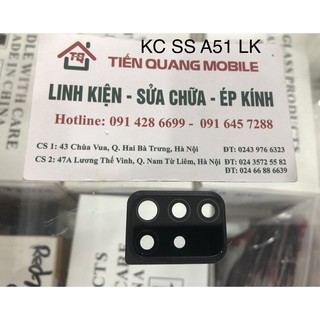 KC SS A51 LK
TQ
TIẾN QUANG MOBILE
LINH KIỆN - SỬA CHỮA - ÉP KÍNH
Hotline: 091 428 6699 - 091 645 7288
CS 1: 43 Chùa Vua, Q. Hai Bà Trưng, Hà Nội ĐT: 0243 976 6323
CS 2: 47A Lương Thế Vinh, Q. Nam Từ Liêm, Hà Nội ĐT: 024 3572 55 82
ĐT: 024 66 88 6639